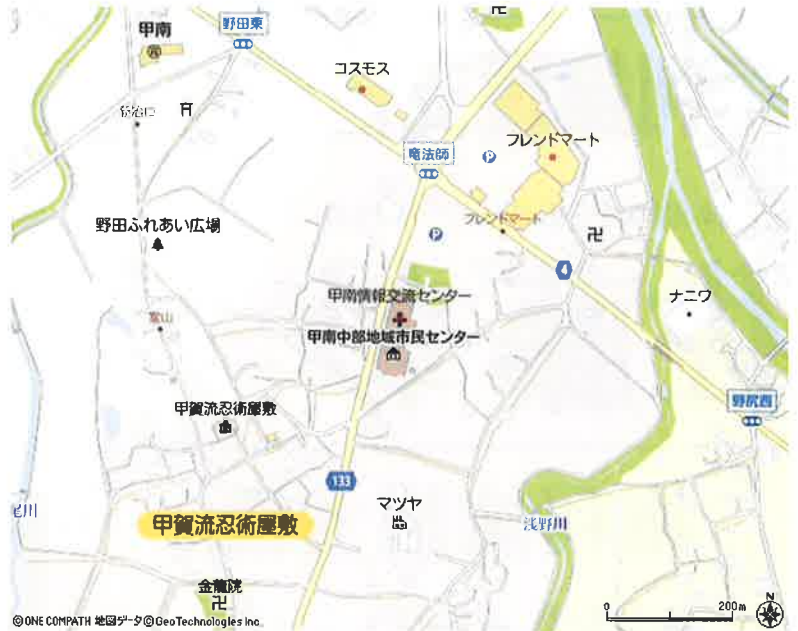 野田東
甲南
コスモス
竜法師
フレンドマート
野田ふれあい広場
フレンドマート
4
甲南情報交流センター
ナニワ
甲南中部地域市民センター
野尻西
甲賀流忍術屋敷
133
マツヤ
甲賀流忍術屋敷
浅野川
金龍院
0 200m
N
©ONE COMPATH 地図データ©GeoTechnologies Inc.